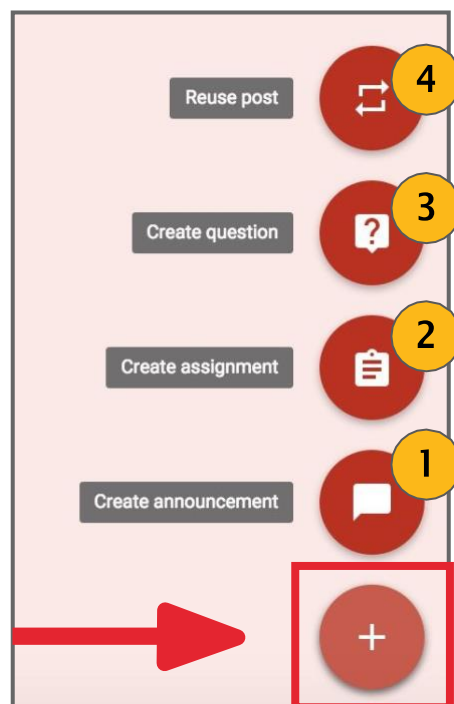 4
Reuse post
3
Create question
?
2
Create assignment
1
Create announcement
+